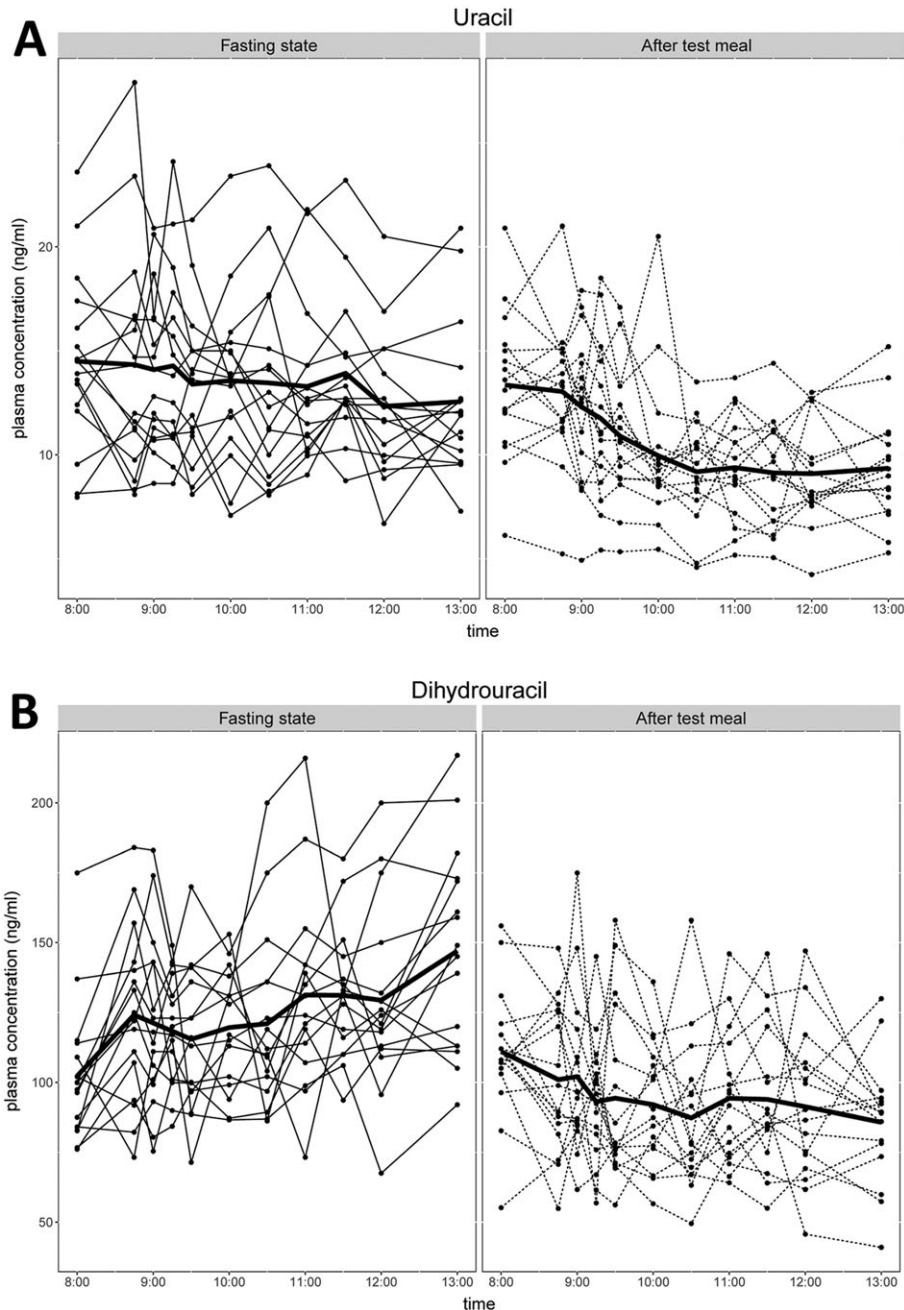 A
Uracil
Fasting state
After test meal
plasma concentration (ng/ml)
20
10
8:00 9:00 10:00 11:00 12:00 13:00
8:00 9:00 10:00 11:00 12:00 13:00
time
B
Dihydrouracil
Fasting state
After test meal
plasma concentration (ng/ml)
200
150
100
50
8:00 9:00 10:00 11:00 12:00 13:00
8:00 9:00 10:00 11:00 12:00 13:00
time